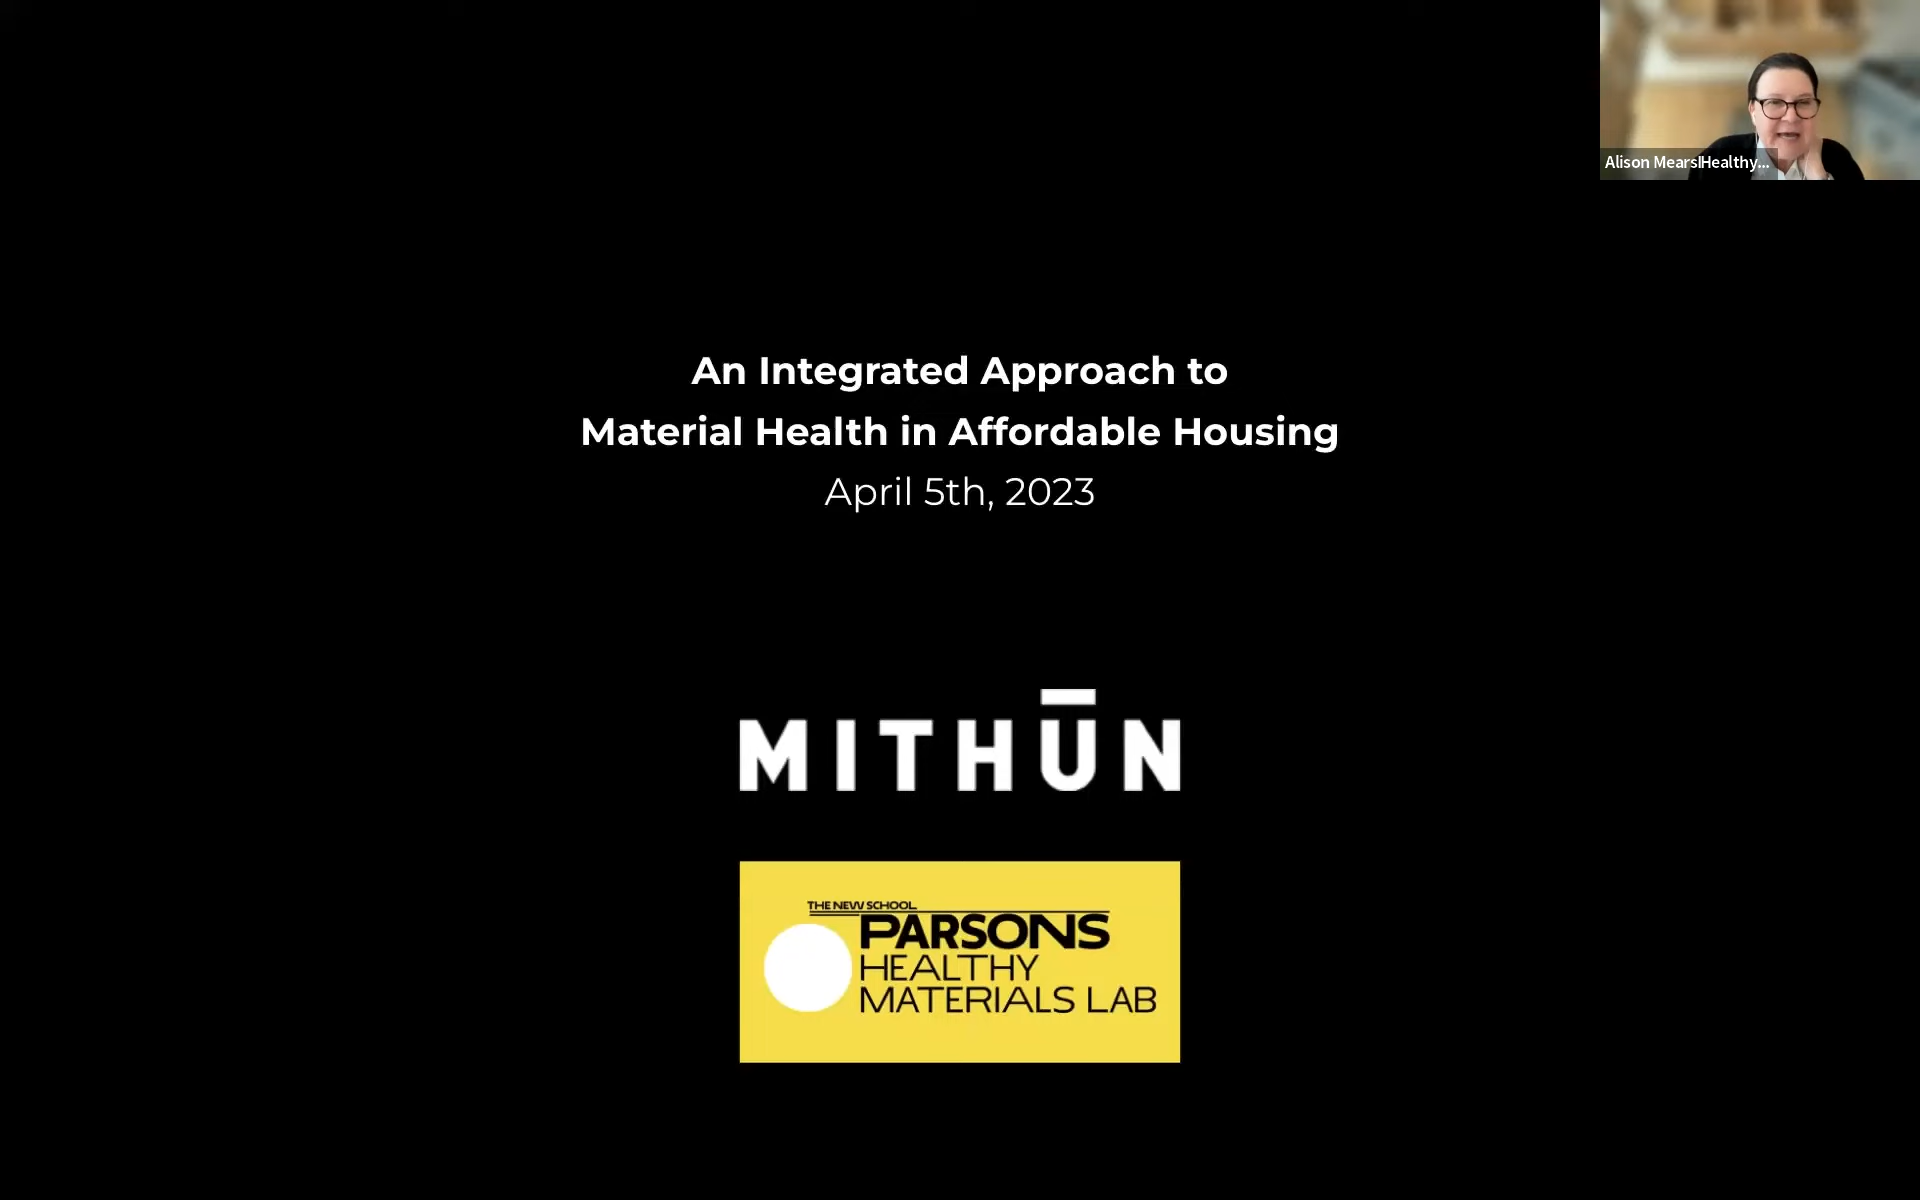 Alison Mears|Healthy...
An Integrated Approach to
Material Health in Affordable Housing
April 5th, 2023
MITHŪN
THE NEW SCHOOL
PARSONS
HEALTHY
MATERIALS LAB